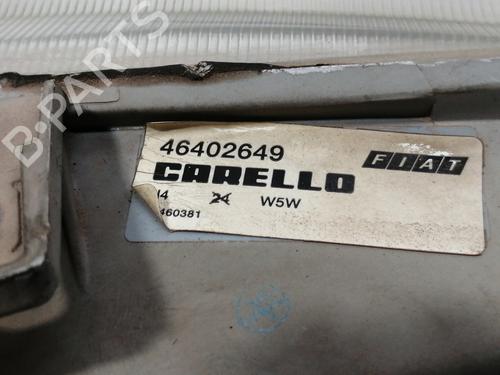 B-PARTS
46402649
CARELLO
FIAT
24 W5W
460381